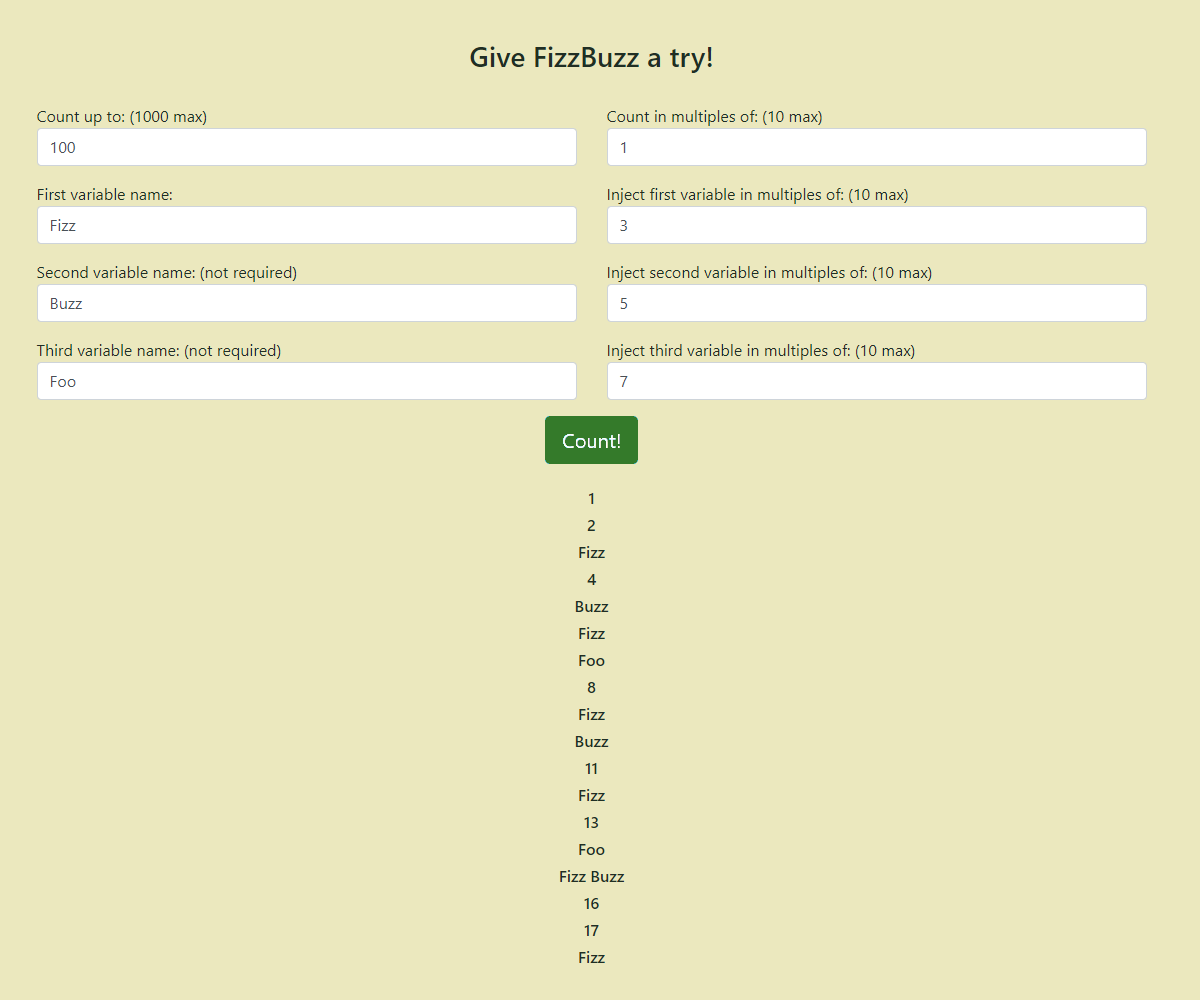 Give FizzBuzz a try!
Count up to: (1000 max)
Count in multiples of: (10 max)
100
1
First variable name:
Inject first variable in multiples of: (10 max)
Fizz
3
Second variable name: (not required)
Inject second variable in multiples of: (10 max)
Buzz
5
Third variable name: (not required)
Inject third variable in multiples of: (10 max)
Foo
7
Count!
1
2
Fizz
4
Buzz
Fizz
Foo
8
Fizz
Buzz
11
Fizz
13
Foo
Fizz Buzz
16
17
Fizz